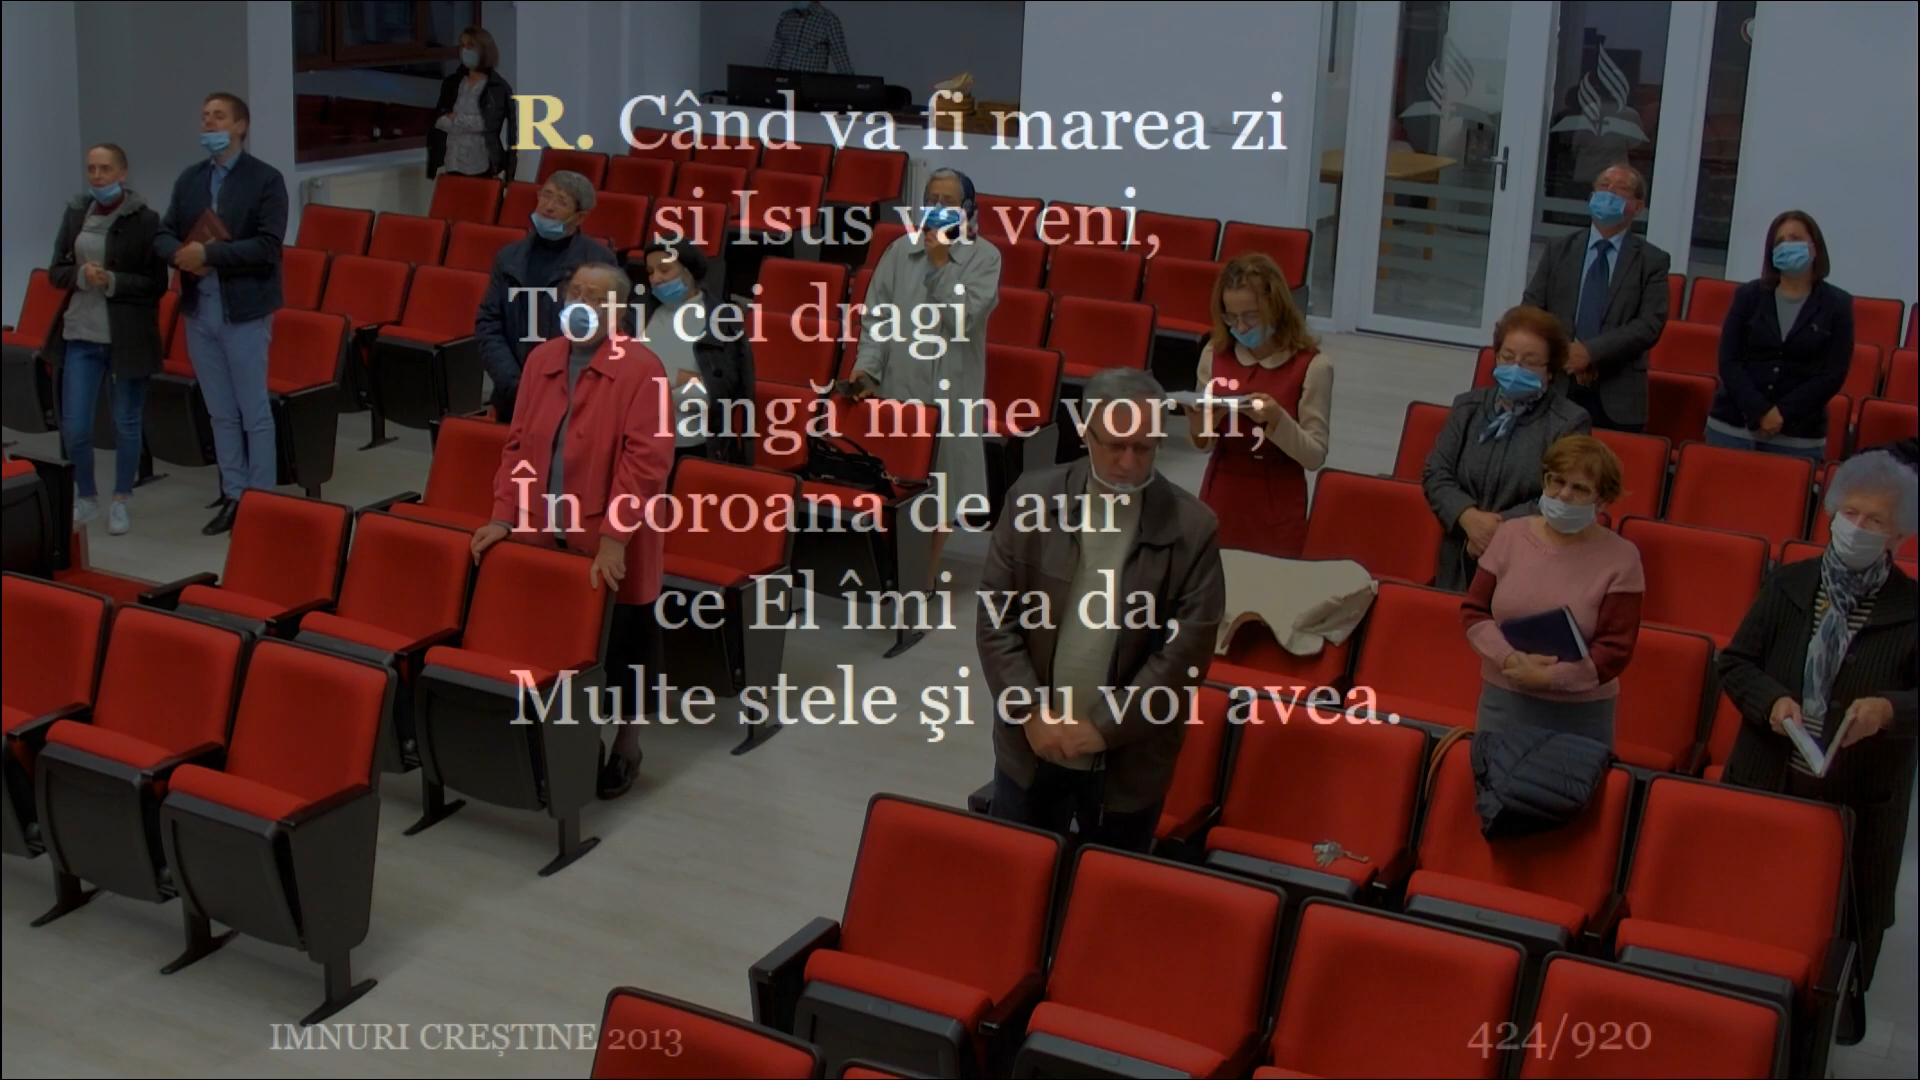 R. Când va fi marea zi
şi Isus va veni,
Toţi cei dragi
lângă mine vor fi;
În coroana de aur
ce El îmi va da,
Multe stele şi eu voi avea.
IMNURI CREȘTINE 2013
424/920